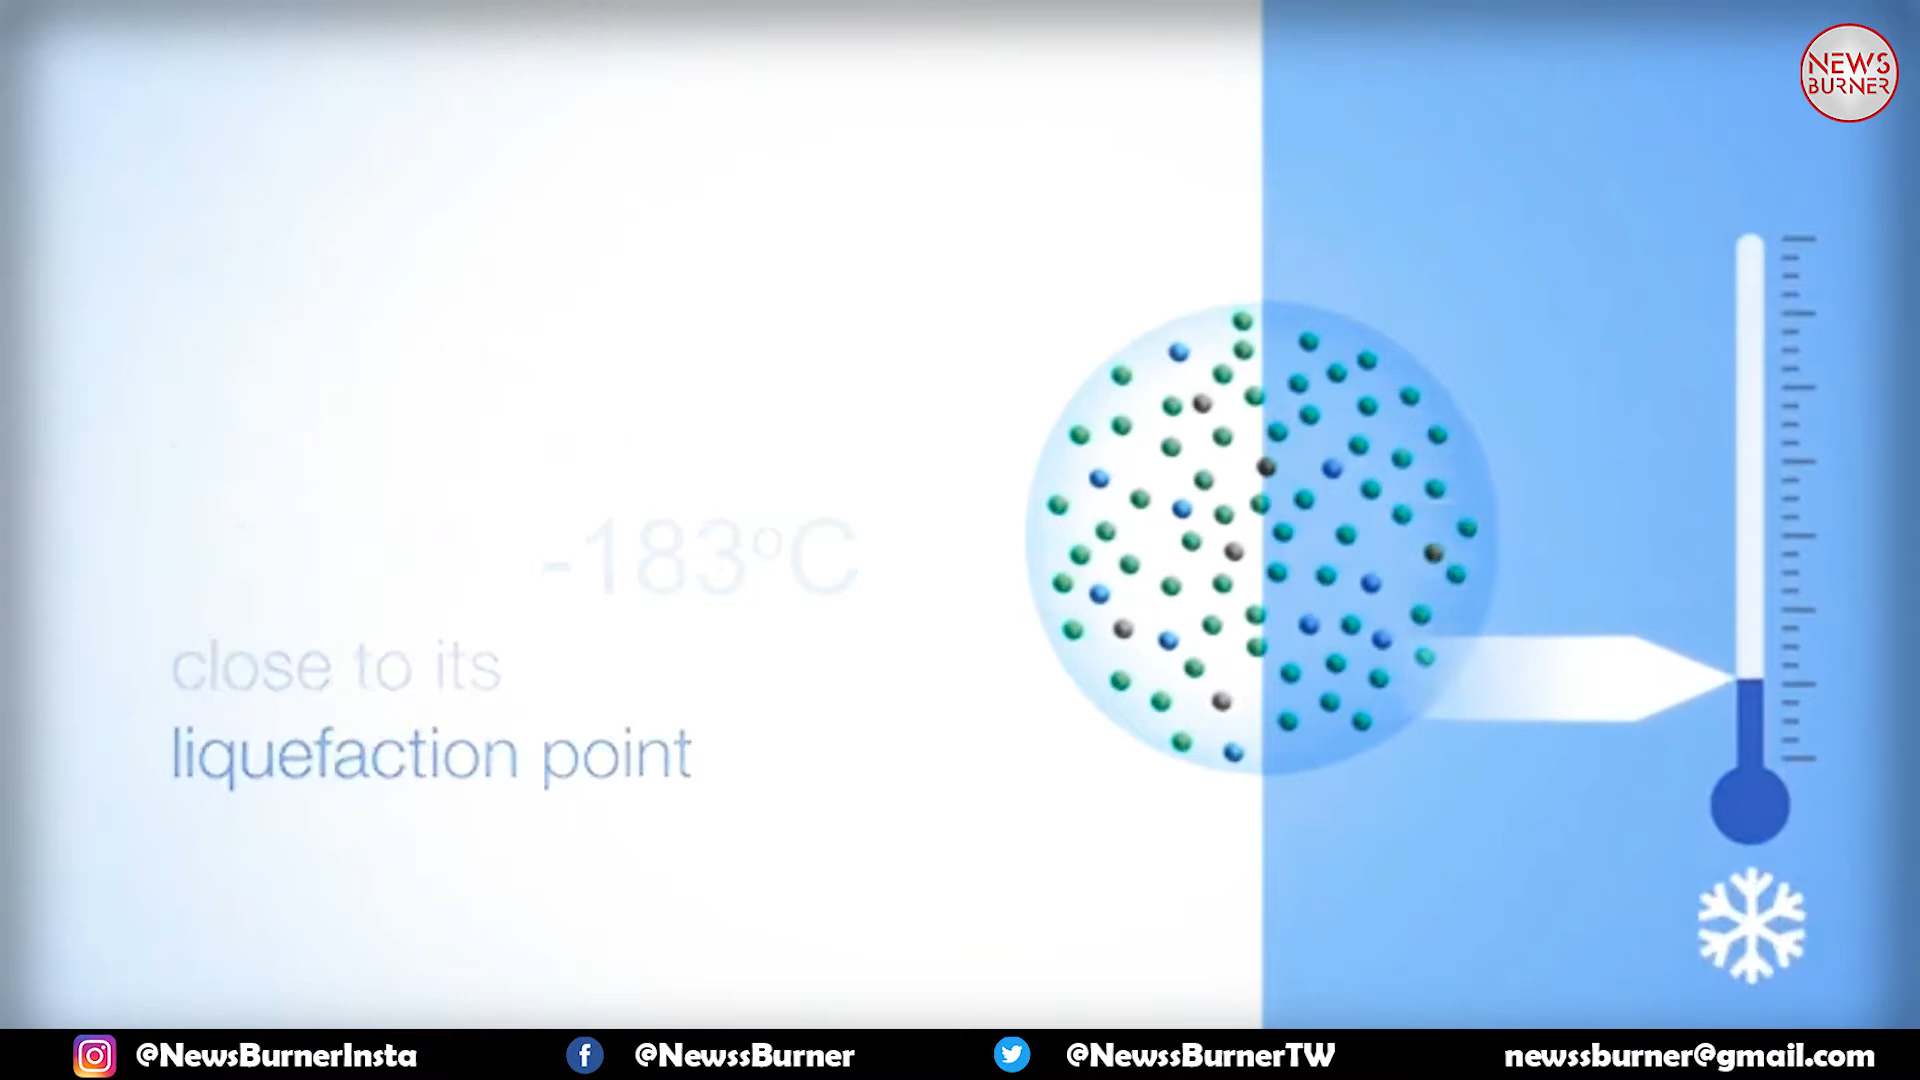 NEWS
BURNER
-183°C
close to its
liquefaction point
@NewsBurnerInsta
@NewssBurner
@NewssBurnerTW
newssburner@gmail.com